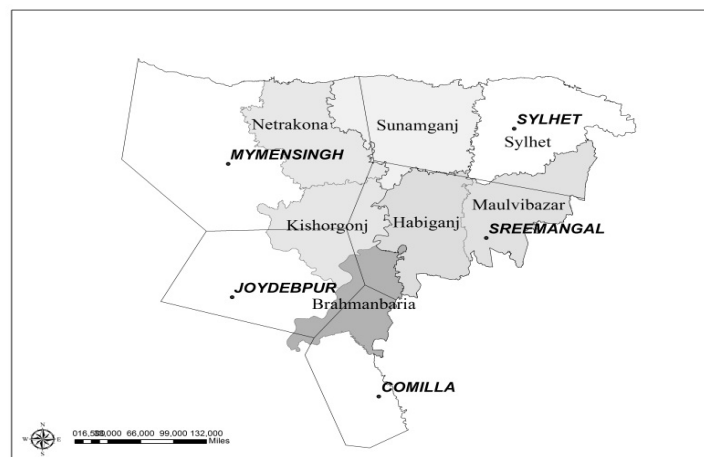 SYLHET
Netrakona
Sunamganj
Sylhet
MYMENSINGH
Maulvibazar
Kishorgonj
Habiganj
SREEMANGAL
JOYDEBPUR
Brahmanbaria
COMILLA
N
W
E
S
66,000 99,000 132,000
Miles